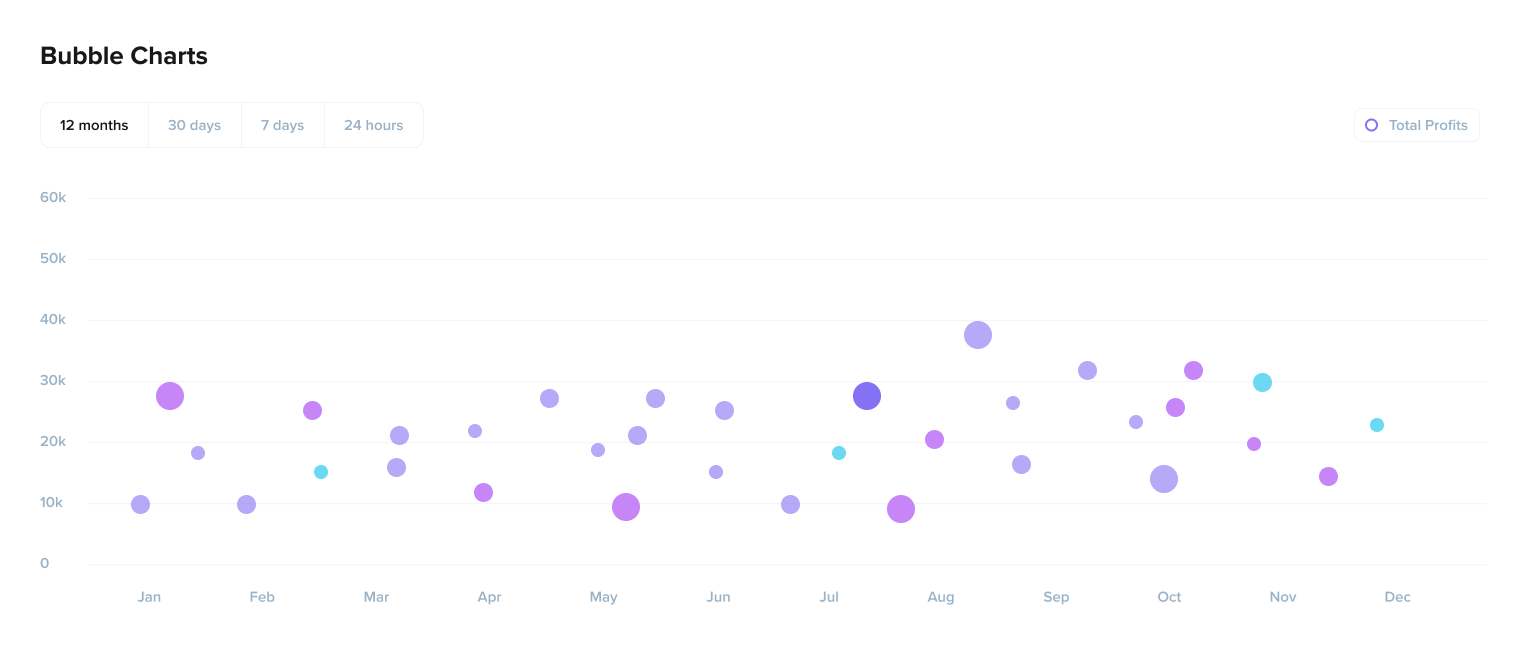 Bubble Charts
12 months 30 days 7 days 24 hours Total Profits
60k
50k
40k
30k
20k
10k
0
Jan Feb Mar Apr May Jun Jul Aug Sep Oct Nov Dec